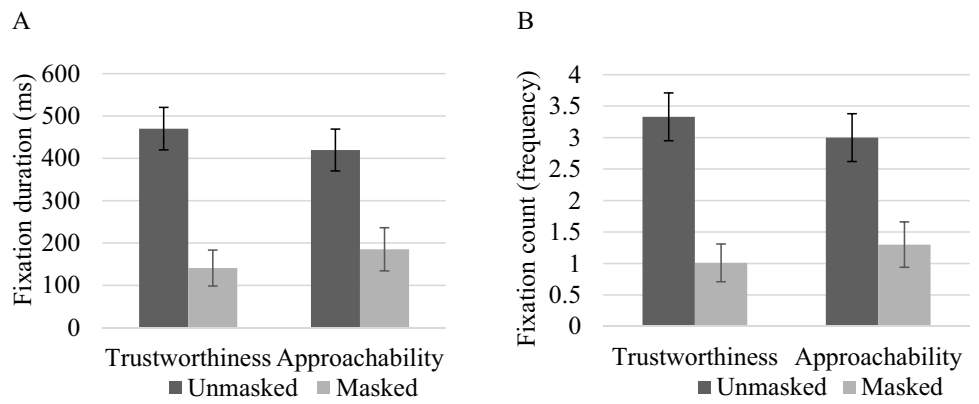 A
Fixation duration (ms)
600
500
400
300
200
100
0
Trustworthiness Approachability
Unmasked Masked
B
Fixation count (frequency)
4
3.5
3
2.5
2
1.5
1
0.5
0
Trustworthiness Approachability
Unmasked Masked